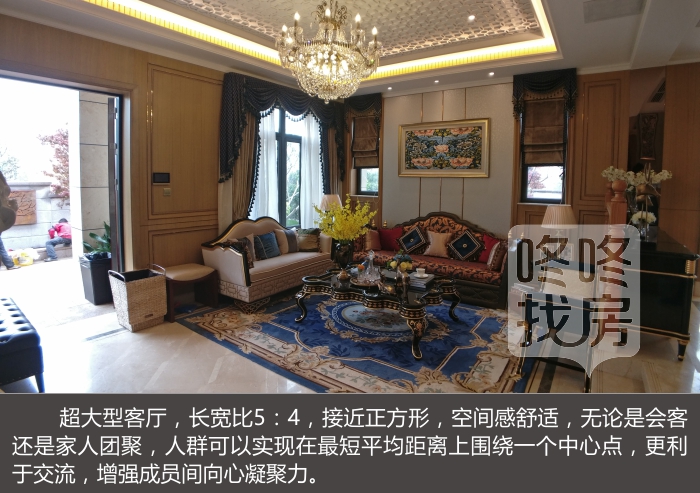 咚咚
找房
超大型客厅，长宽比5：4，接近正方形，空间感舒适，无论是会客
还是家人团聚，人群可以实现在最短平均距离上围绕一个中心点，更利
于交流，增强成员间向心凝聚力。